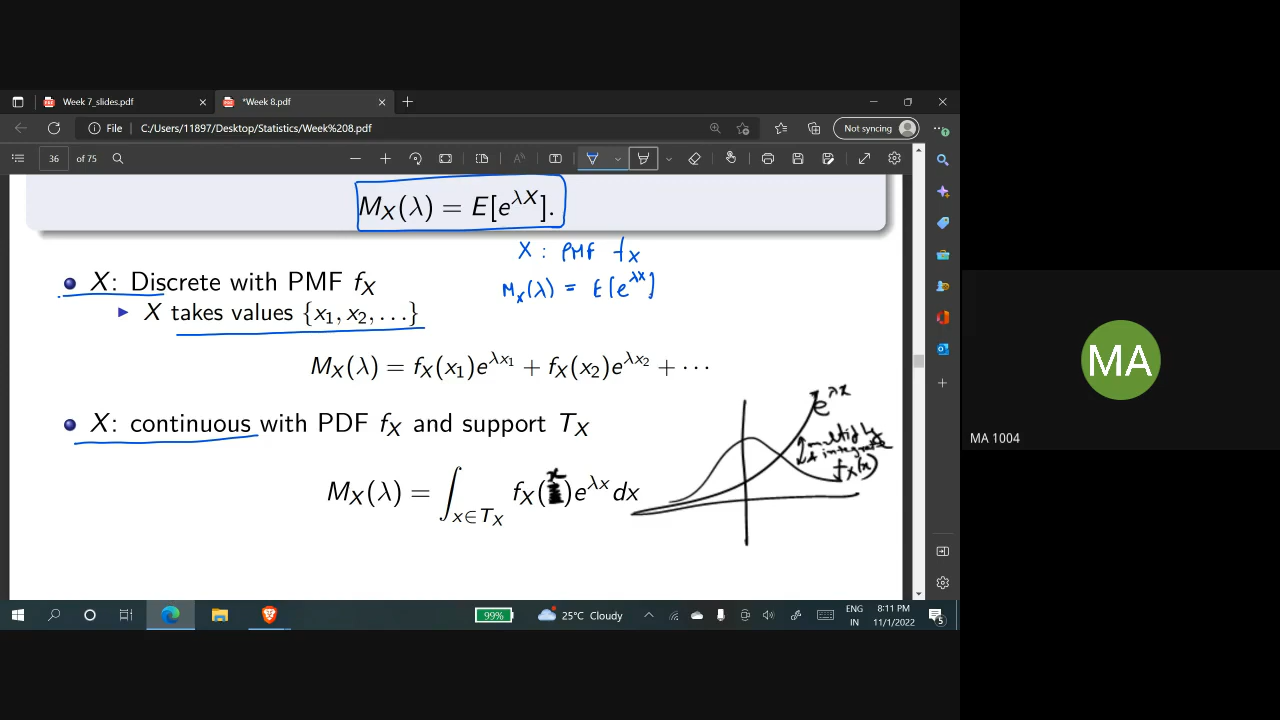 Week 7_slides.pdf
*Week 8.pdf
File
C:/Users/11897/Desktop/Statistics/Week%208.pdf
Not syncing
36 of 75
M_X(λ) = E[e^{λX}].
X : PMF f_X
M_X(λ) = E[e^{λX}]
X: Discrete with PMF f_X
X takes values {x_1, x_2, ...}
M_X(λ) = f_X(x_1)e^{λx_1} + f_X(x_2)e^{λx_2} + ···
X: continuous with PDF f_X and support T_X
M_X(λ) = ∫_{x∈T_X} f_X(x)e^{λx} dx
e^{λx}
multiply
+ integrate
f_X(x)
MA
MA 1004
99%
25°C Cloudy
ENG
IN
8:11 PM
11/1/2022
5